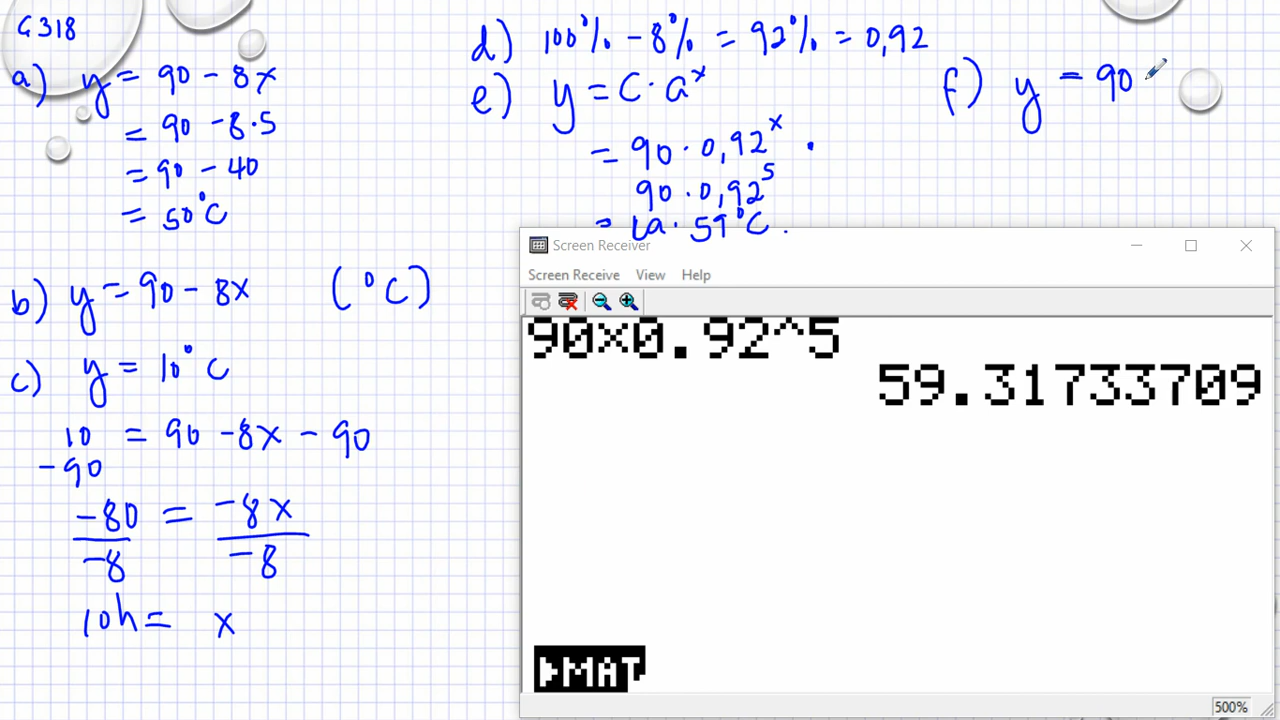 G318
a) y = 90 - 8x
= 90 - 8·5
= 90 - 40
= 50°C
b) y = 90 - 8x (°C)
c) y = 10°C
10 = 90 - 8x - 90
-90
-80 = -8x
-8 -8
10h = x
d) 100% - 8% = 92% = 0,92
e) y = C · a^x
= 90 · 0,92^x .
90 · 0,92^5
= ca. 59°C.
f) y = 90
Screen Receiver
Screen Receive View Help
90×0.92^5
59.31733709
▶MAT
500%